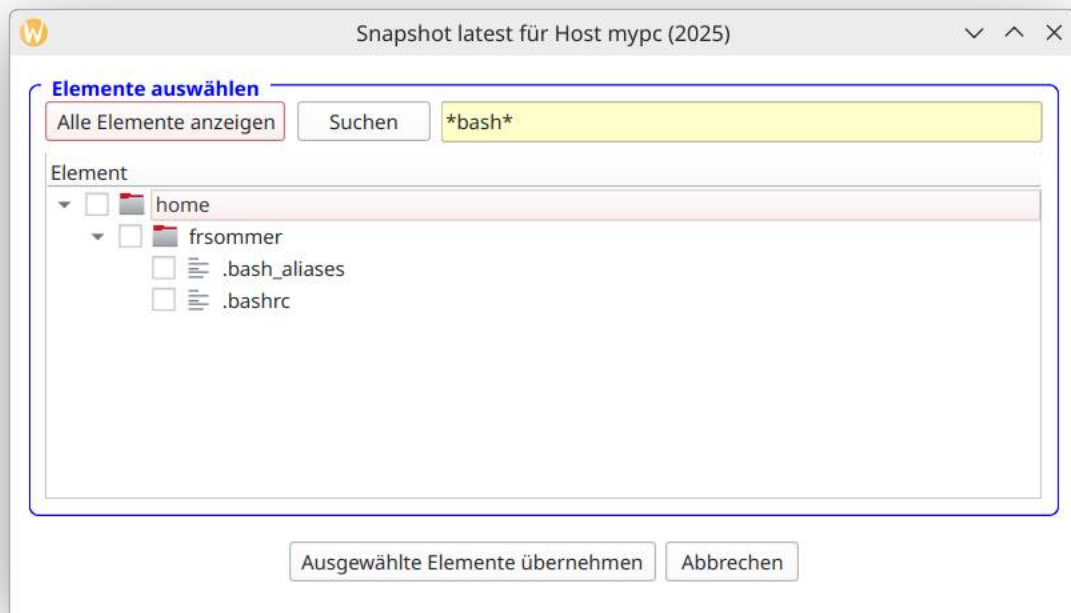 Snapshot latest für Host mypc (2025)
Elemente auswählen
Alle Elemente anzeigen Suchen *bash*
Element
home
frsommer
.bash_aliases
.bashrc
Ausgewählte Elemente übernehmen Abbrechen